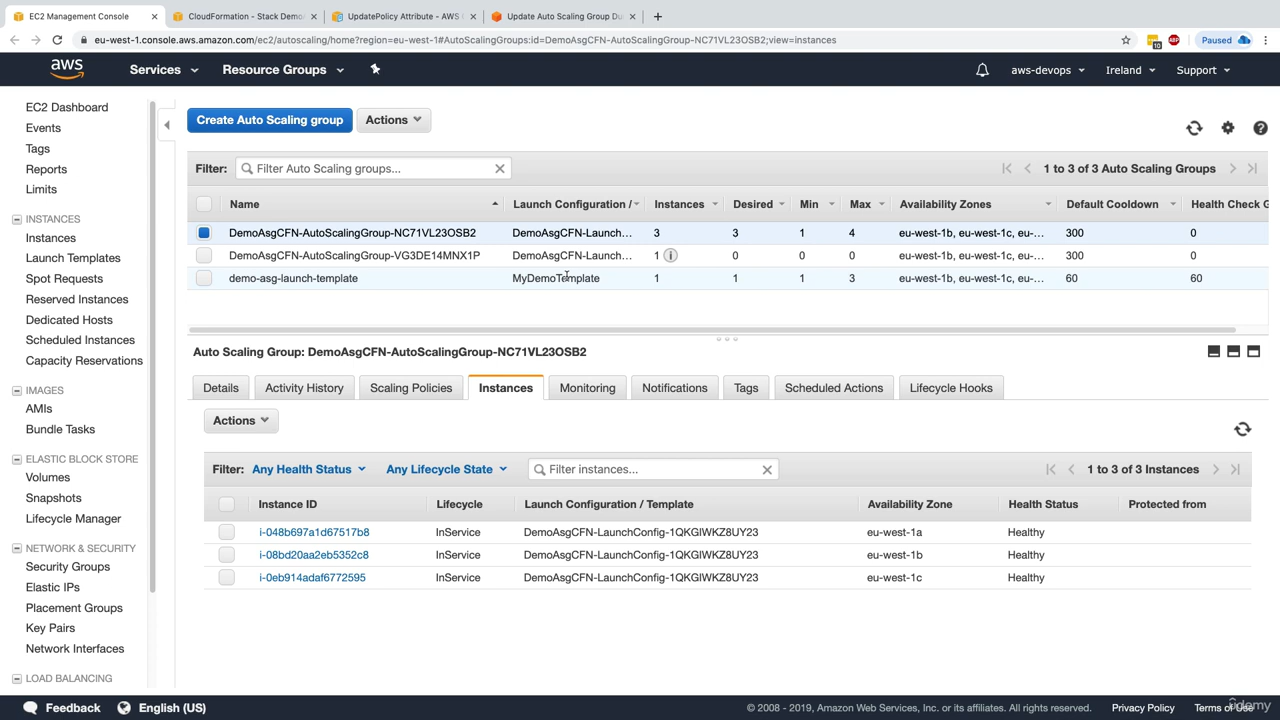 EC2 Management Console
CloudFormation - Stack Demo
UpdatePolicy Attribute - AWS
Update Auto Scaling Group Du
eu-west-1.console.aws.amazon.com/ec2/autoscaling/home?region=eu-west-1#AutoScalingGroups:id=DemoAsgCFN-AutoScalingGroup-NC71VL23OSB2;view=instances
10
ABP
Paused
aws
Services
Resource Groups
aws-devops
Ireland
Support
EC2 Dashboard
Events
Tags
Reports
Limits
INSTANCES
Instances
Launch Templates
Spot Requests
Reserved Instances
Dedicated Hosts
Scheduled Instances
Capacity Reservations
IMAGES
AMIs
Bundle Tasks
ELASTIC BLOCK STORE
Volumes
Snapshots
Lifecycle Manager
NETWORK & SECURITY
Security Groups
Elastic IPs
Placement Groups
Key Pairs
Network Interfaces
LOAD BALANCING
Create Auto Scaling group
Actions
Filter: Filter Auto Scaling groups...
1 to 3 of 3 Auto Scaling Groups
Name Launch Configuration / Instances Desired Min Max Availability Zones Default Cooldown Health Check G
DemoAsgCFN-AutoScalingGroup-NC71VL23OSB2 DemoAsgCFN-Launch... 3 3 1 4 eu-west-1b, eu-west-1c, eu-... 300 0
DemoAsgCFN-AutoScalingGroup-VG3DE14MNX1P DemoAsgCFN-Launch... 1 0 0 0 eu-west-1b, eu-west-1c, eu-... 300 0
demo-asg-launch-template MyDemoTemplate 1 1 1 3 eu-west-1b, eu-west-1c, eu-... 60 60
Auto Scaling Group: DemoAsgCFN-AutoScalingGroup-NC71VL23OSB2
Details Activity History Scaling Policies Instances Monitoring Notifications Tags Scheduled Actions Lifecycle Hooks
Actions
Filter: Any Health Status Any Lifecycle State Filter instances... 1 to 3 of 3 Instances
Instance ID Lifecycle Launch Configuration / Template Availability Zone Health Status Protected from
i-048b697a1d67517b8 InService DemoAsgCFN-LaunchConfig-1QKGIWKZ8UY23 eu-west-1a Healthy
i-08bd20aa2eb5352c8 InService DemoAsgCFN-LaunchConfig-1QKGIWKZ8UY23 eu-west-1b Healthy
i-0eb914adaf6772595 InService DemoAsgCFN-LaunchConfig-1QKGIWKZ8UY23 eu-west-1c Healthy
Feedback English (US)
© 2008 - 2019, Amazon Web Services, Inc. or its affiliates. All rights reserved. Privacy Policy Terms of Use
Udemy